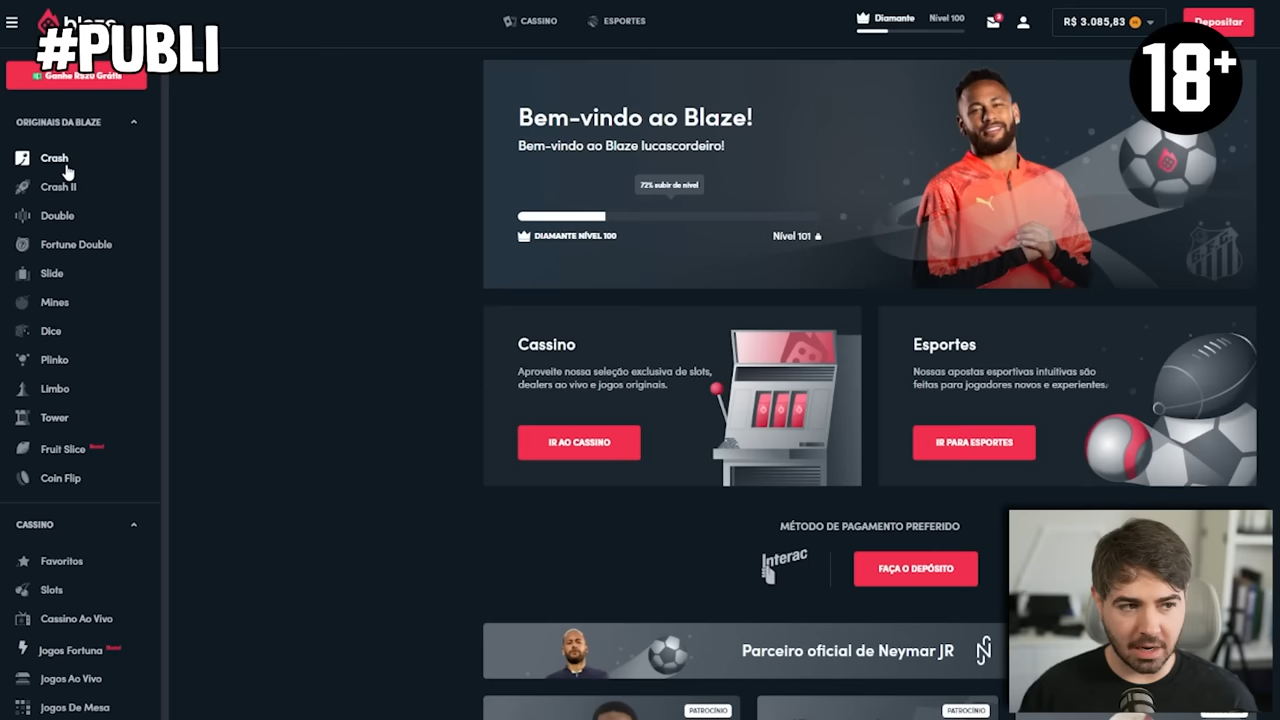 blaze
CASSINO
ESPORTES
Diamante
Nível 100
R$ 3.085,83
Depositar
#PUBLI
18+
Ganhe R$20 Grátis
ORIGINAIS DA BLAZE
Crash
Crash II
Double
Fortune Double
Slide
Mines
Dice
Plinko
Limbo
Tower
Fruit Slice
Coin Flip
CASSINO
Favoritos
Slots
Cassino Ao Vivo
Jogos Fortuna
Jogos Ao Vivo
Jogos De Mesa
Bem-vindo ao Blaze!
Bem-vindo ao Blaze lucascordeiro!
72% subir de nível
DIAMANTE NÍVEL 100
Nível 101
Cassino
Aproveite nossa seleção exclusiva de slots,
dealers ao vivo e jogos originais.
IR AO CASSINO
Esportes
Nossas apostas esportivas intuitivas são
feitas para jogadores novos e experientes.
IR PARA ESPORTES
MÉTODO DE PAGAMENTO PREFERIDO
Interac
FAÇA O DEPÓSITO
Parceiro oficial de Neymar JR
PATROCÍNIO
PATROCÍNIO